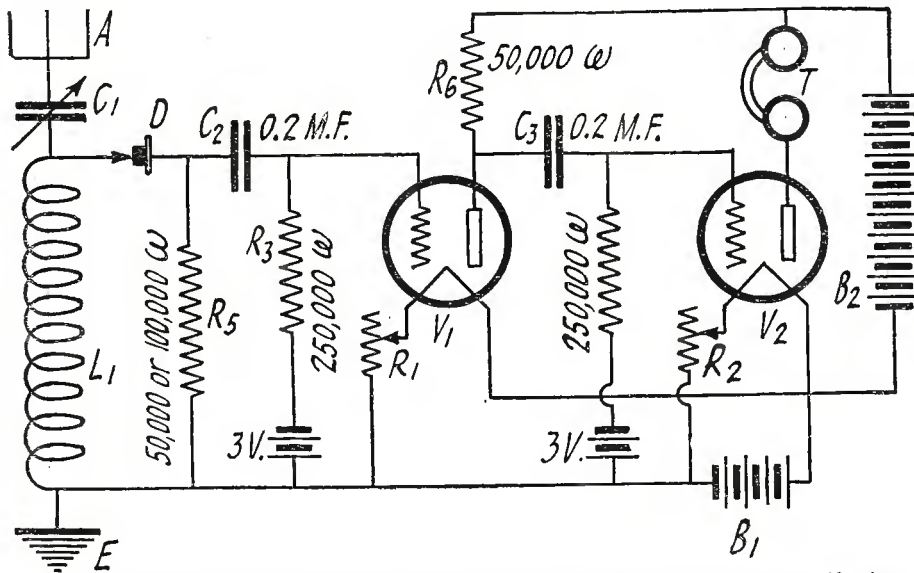 A
C1
D
C2
0.2 M.F.
R3
250,000 ω
R5
50,000 or 100,000 ω
L1
3V.
E
R1
V1
R6
50,000 ω
C3
0.2 M.F.
250,000 ω
3V.
T
V2
R2
B2
B1